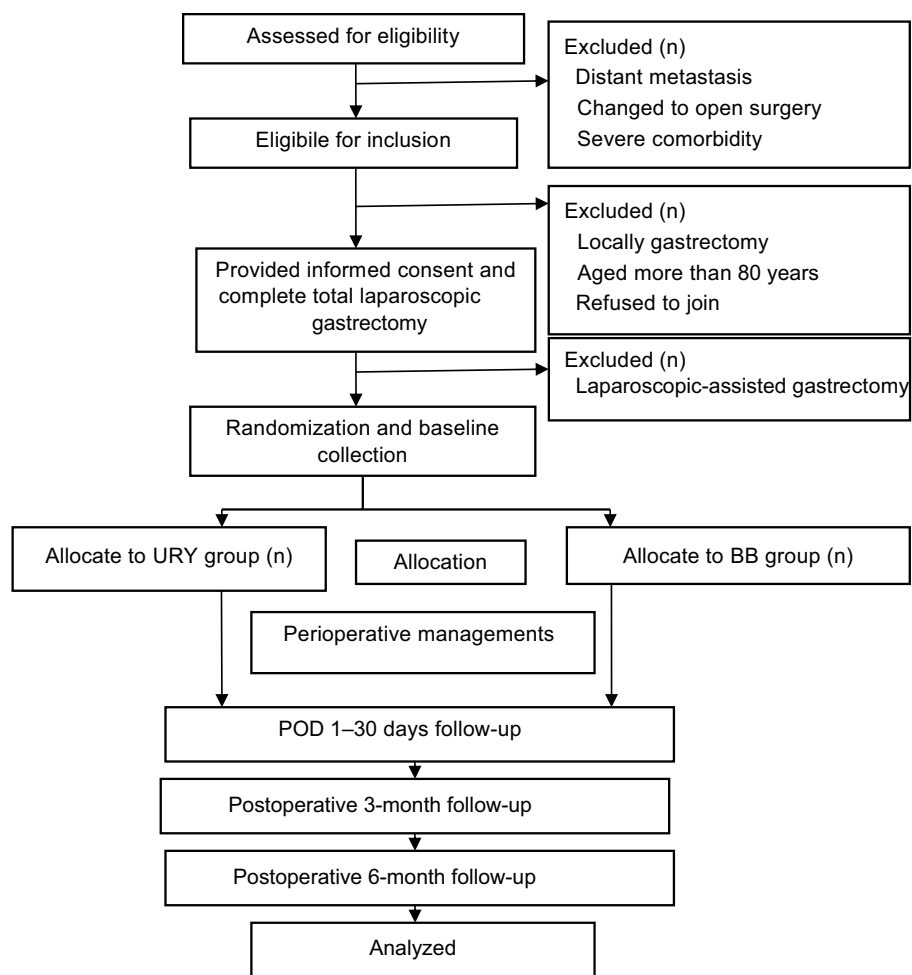 Assessed for eligibility
Excluded (n)
Distant metastasis
Changed to open surgery
Severe comorbidity
Eligibile for inclusion
Excluded (n)
Locally gastrectomy
Aged more than 80 years
Refused to join
Provided informed consent and
complete total laparoscopic
gastrectomy
Excluded (n)
Laparoscopic-assisted gastrectomy
Randomization and baseline
collection
Allocate to URY group (n)
Allocation
Allocate to BB group (n)
Perioperative managements
POD 1–30 days follow-up
Postoperative 3-month follow-up
Postoperative 6-month follow-up
Analyzed